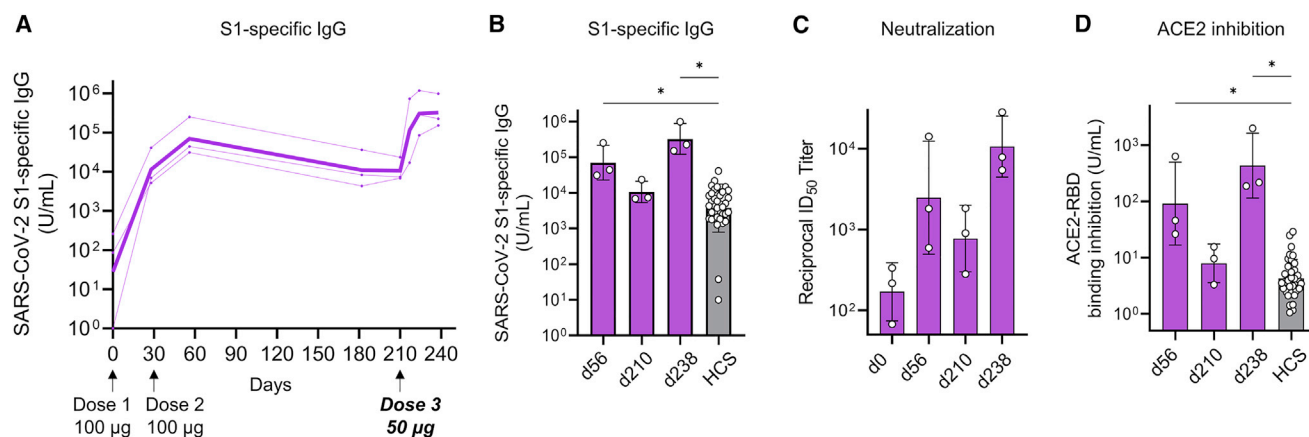 A
S1-specific IgG
SARS-CoV-2 S1-specific IgG
(U/mL)
10⁶
10⁵
10⁴
10³
10²
10¹
10⁰
0
30
60
90
120
150
180
210
240
Days
Dose 1
100 µg
Dose 2
100 µg
Dose 3
50 µg
B
S1-specific IgG
SARS-CoV-2 S1-specific IgG
(U/mL)
*
*
10⁶
10⁵
10⁴
10³
10²
10¹
10⁰
d56
d210
d238
HCS
C
Neutralization
Reciprocal ID₅₀ Titer
10⁴
10³
10²
d0
d56
d210
d238
D
ACE2 inhibition
ACE2-RBD
binding inhibition (U/mL)
*
*
10³
10²
10¹
10⁰
d56
d210
d238
HCS